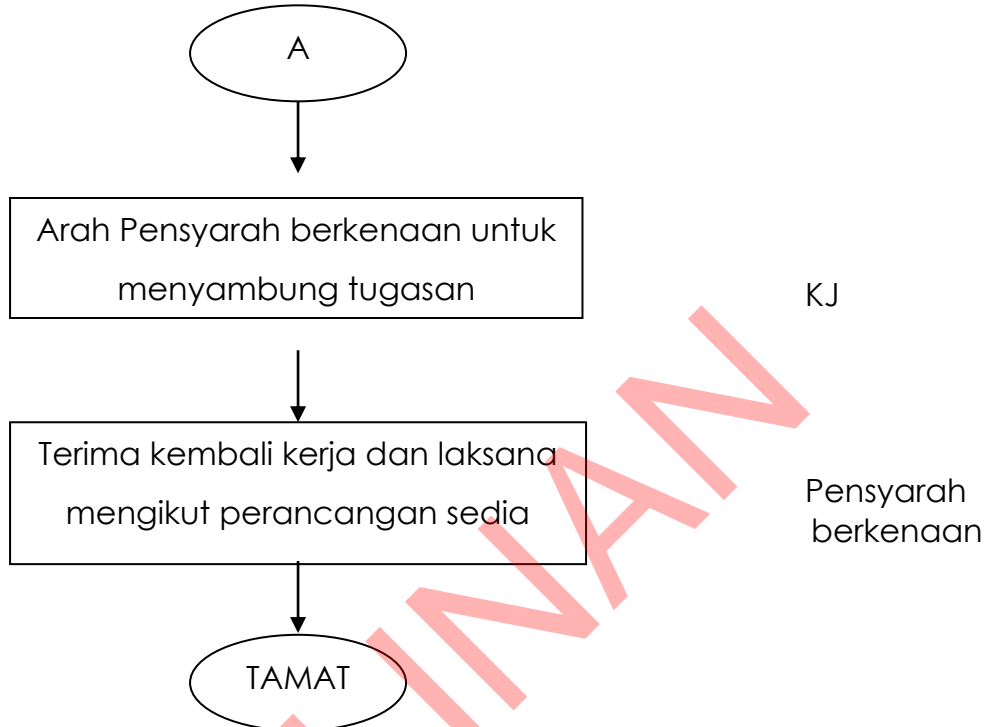 A
Arah Pensyarah berkenaan untuk
menyambung tugasan
KJ
Terima kembali kerja dan laksana
mengikut perancangan sedia
Pensyarah
berkenaan
TAMAT